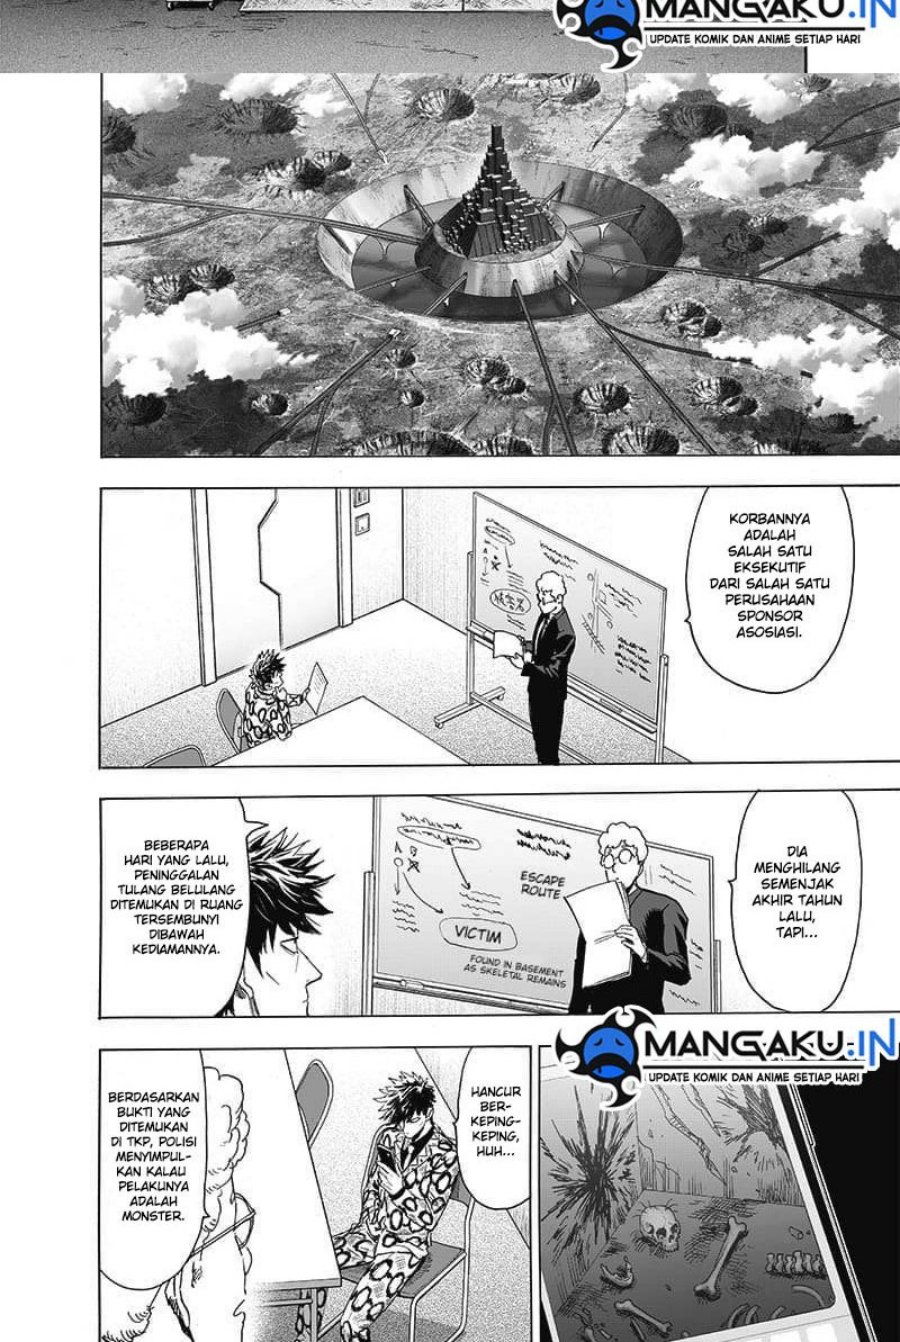 MANGAKU.IN
UPDATE KOMIK DAN ANIME SETIAP HARI
KORBANNYA
ADALAH
SALAH SATU
EKSEKUTIF
DARI SALAH SATU
PERUSAHAAN
SPONSOR
ASOSIASI.
DIA
MENGHILANG
SEMENJAK
AKHIR TAHUN
LALU,
TAPI...
ESCAPE
ROUTE
VICTIM
FOUND IN BASEMENT
AS SKELETAL REMAINS
BEBERAPA
HARI YANG LALU,
PENINGGALAN
TULANG BELULANG
DITEMUKAN DI RUANG
TERSEMBUNYI
DIBAWAH
KEDIAMANNYA.
MANGAKU.IN
UPDATE KOMIK DAN ANIME SETIAP HARI
HANCUR
BER-
KEPING-
KEPING,
HUH...
BERDASARKAN
BUKTI YANG
DITEMUKAN
DI TKP, POLISI
MENYIMPUL-
KAN KALAU
PELAKUNYA
ADALAH
MONSTER.